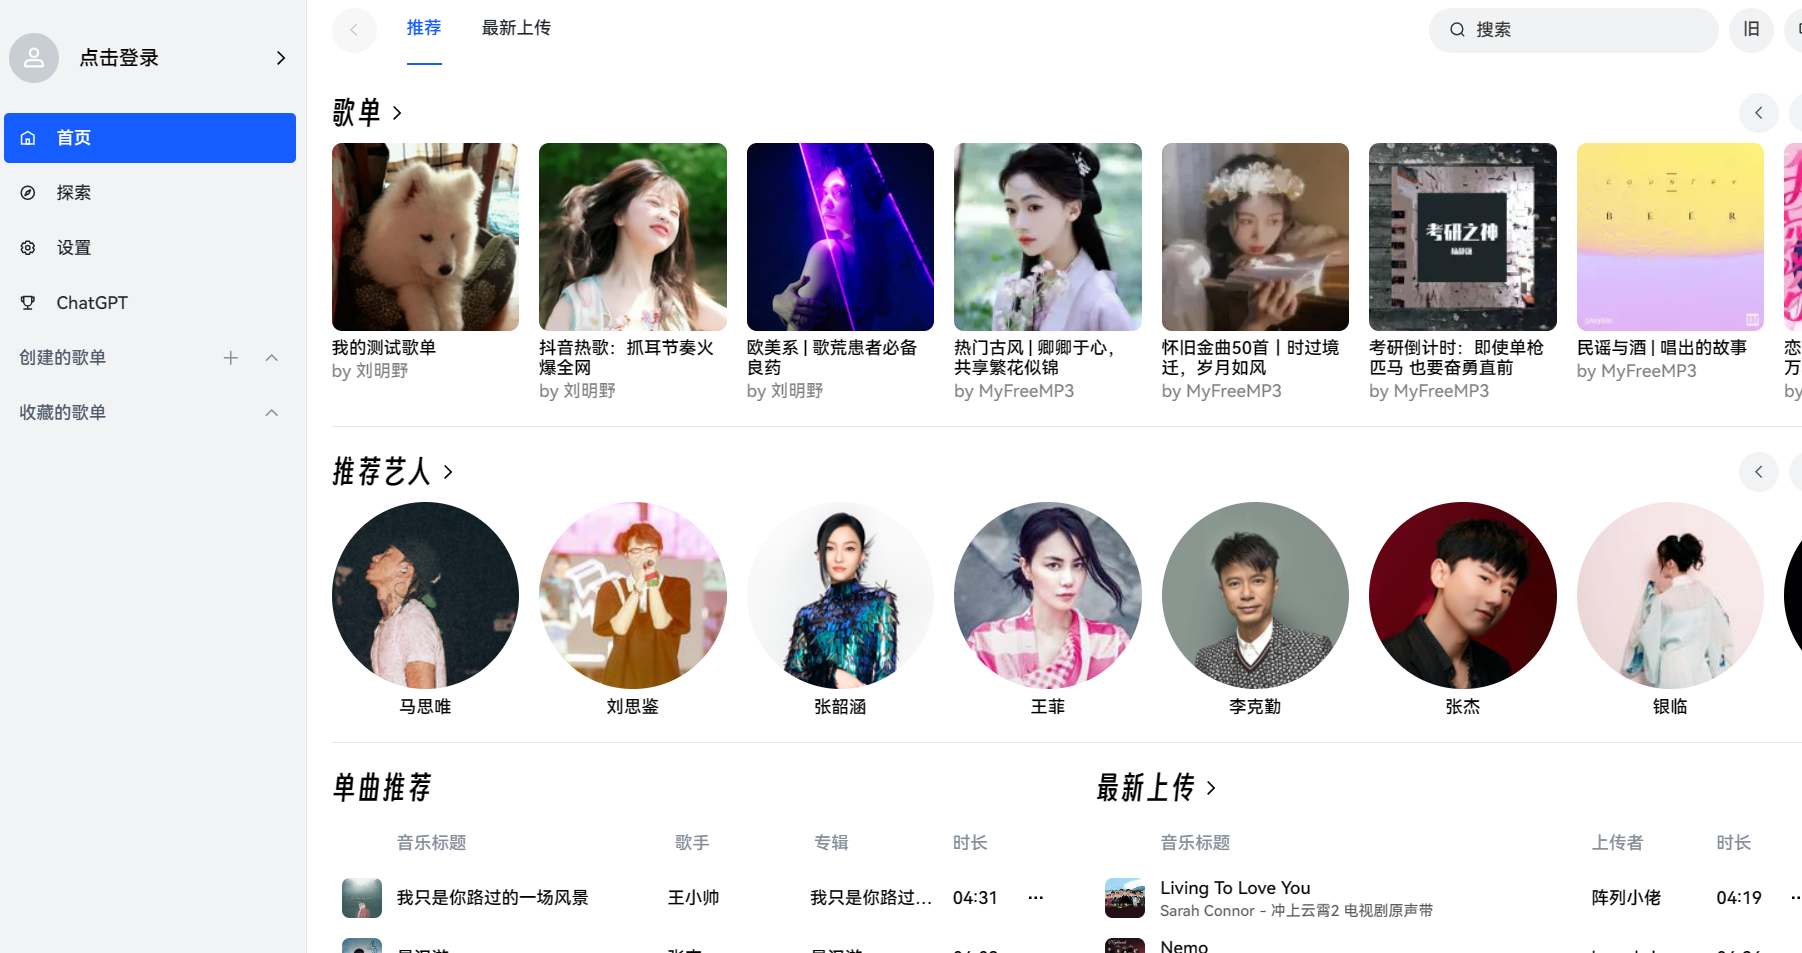 点击登录
首页
探索
设置
ChatGPT
创建的歌单
收藏的歌单
推荐
最新上传
搜索
旧
歌单
COUNTRY
BEER
考研之神
playlist
我的测试歌单
by 刘明野
抖音热歌：抓耳节奏火
爆全网
by 刘明野
欧美系 | 歌荒患者必备
良药
by 刘明野
热门古风 | 卿卿于心，
共享繁花似锦
by MyFreeMP3
怀旧金曲50首丨时过境
迁，岁月如风
by MyFreeMP3
考研倒计时：即使单枪
匹马 也要奋勇直前
by MyFreeMP3
民谣与酒 | 唱出的故事
by MyFreeMP3
恋
万
by
推荐艺人
马思唯
刘思鉴
张韶涵
王菲
李克勤
张杰
银临
单曲推荐
音乐标题 歌手 专辑 时长
我只是你路过的一场风景 王小帅 我只是你路过... 04:31
最新上传
音乐标题 上传者 时长
Living To Love You
Sarah Connor - 冲上云霄2 电视剧原声带
阵列小佬 04:19
Nemo